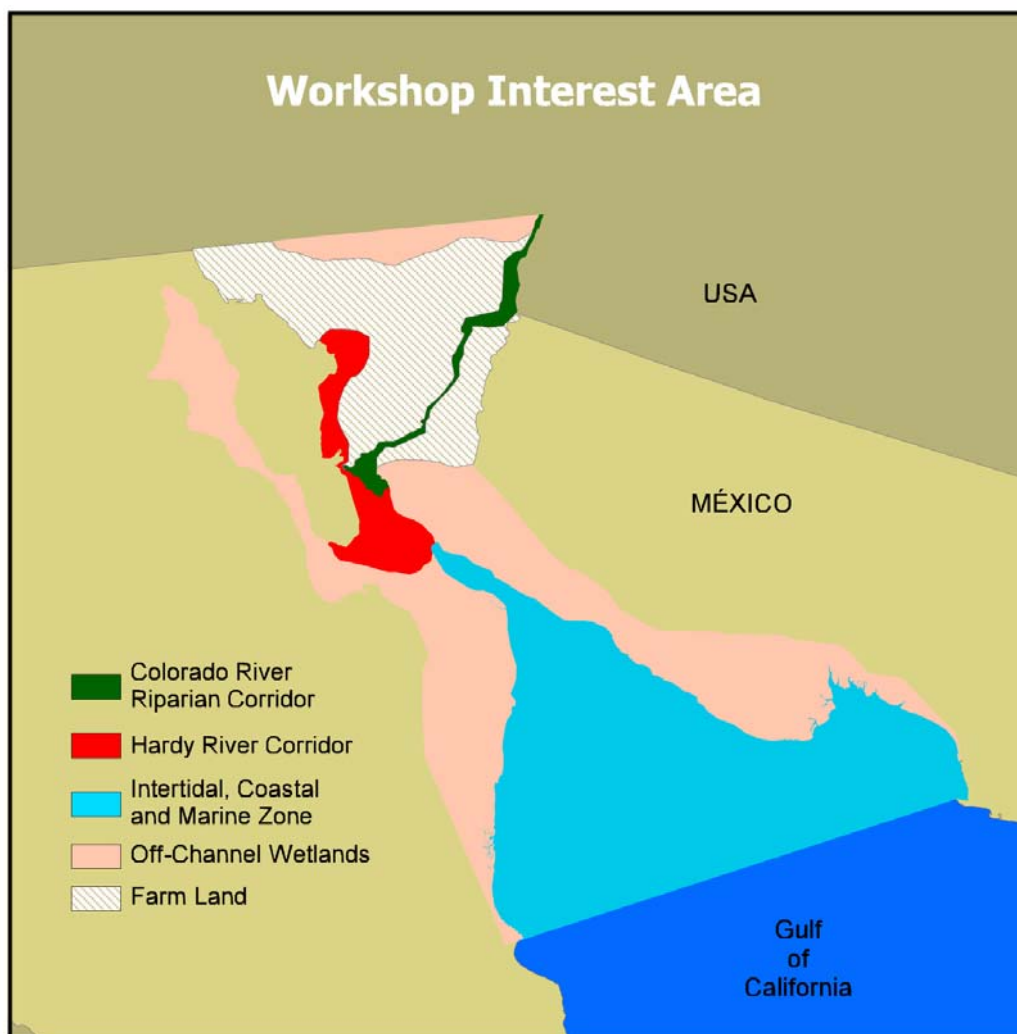 Workshop Interest Area
USA
MÉXICO
Colorado River
Riparian Corridor
Hardy River Corridor
Intertidal, Coastal
and Marine Zone
Off-Channel Wetlands
Farm Land
Gulf
of
California